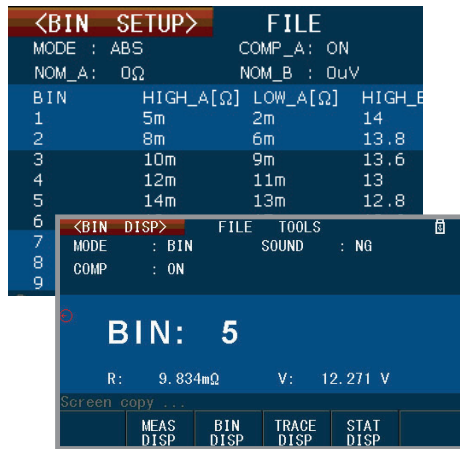 <BIN SETUP> FILE
MODE : ABS COMP_A: ON
NOM_A: 0Ω NOM_B : 0uV
BIN HIGH_A[Ω] LOW_A[Ω] HIGH_
1 5m 2m 14
2 8m 6m 13.8
3 10m 9m 13.6
4 12m 11m 13
5 14m 13m 12.8
6
7
8
9
<BIN DISP> FILE TOOLS
MODE : BIN SOUND : NG
COMP : ON
BIN: 5
R: 9.834mΩ V: 12.271 V
Screen copy ...
MEAS DISP BIN DISP TRACE DISP STAT DISP